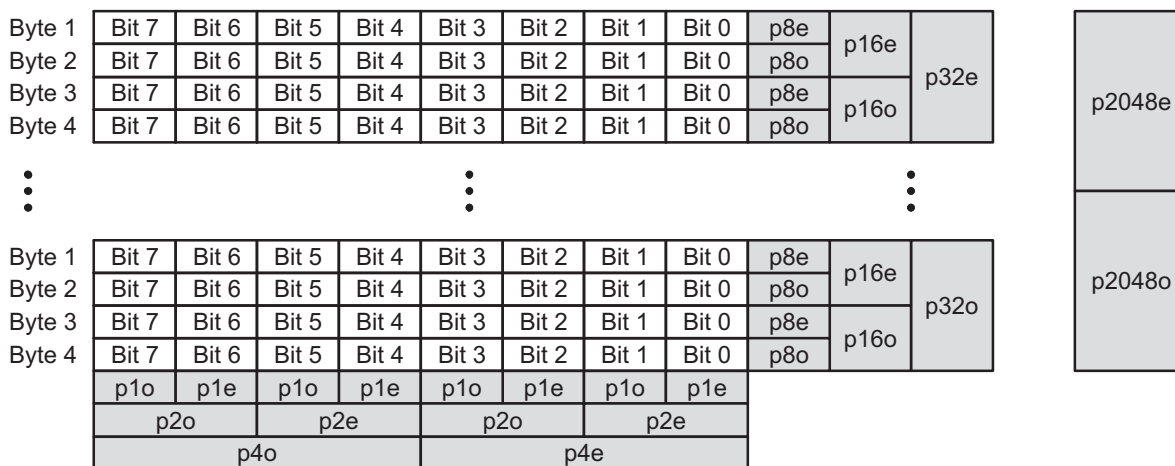 Byte 1 Bit 7 Bit 6 Bit 5 Bit 4 Bit 3 Bit 2 Bit 1 Bit 0 p8e p16e p32e p2048e
Byte 2 Bit 7 Bit 6 Bit 5 Bit 4 Bit 3 Bit 2 Bit 1 Bit 0 p8o
Byte 3 Bit 7 Bit 6 Bit 5 Bit 4 Bit 3 Bit 2 Bit 1 Bit 0 p8e p16o
Byte 4 Bit 7 Bit 6 Bit 5 Bit 4 Bit 3 Bit 2 Bit 1 Bit 0 p8o
Byte 1 Bit 7 Bit 6 Bit 5 Bit 4 Bit 3 Bit 2 Bit 1 Bit 0 p8e p16e p32o p2048o
Byte 2 Bit 7 Bit 6 Bit 5 Bit 4 Bit 3 Bit 2 Bit 1 Bit 0 p8o
Byte 3 Bit 7 Bit 6 Bit 5 Bit 4 Bit 3 Bit 2 Bit 1 Bit 0 p8e p16o
Byte 4 Bit 7 Bit 6 Bit 5 Bit 4 Bit 3 Bit 2 Bit 1 Bit 0 p8o
p1o p1e p1o p1e p1o p1e p1o p1e
p2o p2e p2o p2e
p4o p4e